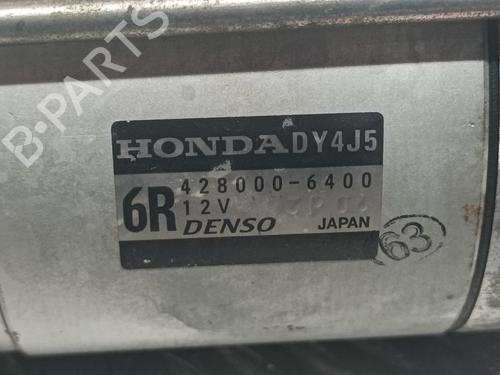 HONDA DY4J5
6R 428000-6400
12V
DENSO JAPAN
63
B-PARTS